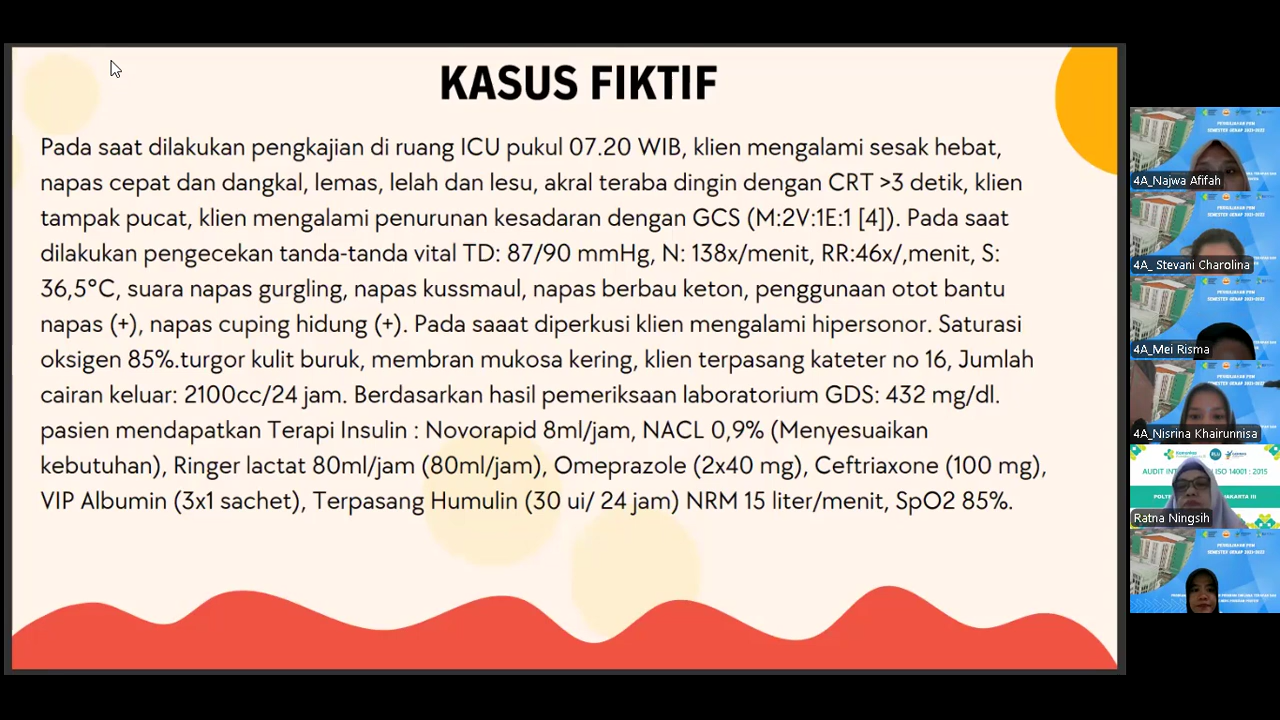 KASUS FIKTIF
Pada saat dilakukan pengkajian di ruang ICU pukul 07.20 WIB, klien mengalami sesak hebat,
napas cepat dan dangkal, lemas, lelah dan lesu, akral teraba dingin dengan CRT >3 detik, klien
tampak pucat, klien mengalami penurunan kesadaran dengan GCS (M:2V:1E:1 [4]). Pada saat
dilakukan pengecekan tanda-tanda vital TD: 87/90 mmHg, N: 138x/menit, RR:46x/,menit, S:
36,5°C, suara napas gurgling, napas kussmaul, napas berbau keton, penggunaan otot bantu
napas (+), napas cuping hidung (+). Pada saaat diperkusi klien mengalami hipersonor. Saturasi
oksigen 85%.turgor kulit buruk, membran mukosa kering, klien terpasang kateter no 16, Jumlah
cairan keluar: 2100cc/24 jam. Berdasarkan hasil pemeriksaan laboratorium GDS: 432 mg/dl.
pasien mendapatkan Terapi Insulin : Novorapid 8ml/jam, NACL 0,9% (Menyesuaikan
kebutuhan), Ringer lactat 80ml/jam (80ml/jam), Omeprazole (2x40 mg), Ceftriaxone (100 mg),
VIP Albumin (3x1 sachet), Terpasang Humulin (30 ui/ 24 jam) NRM 15 liter/menit, SpO2 85%.
4A_Najwa Afifah
4A_ Stevani Charolina
4A_Mei Risma
4A_Nisrina Khairunnisa
AUDIT INT ISO 14001 : 2015
POLTE AKARTA III
Ratna Ningsih